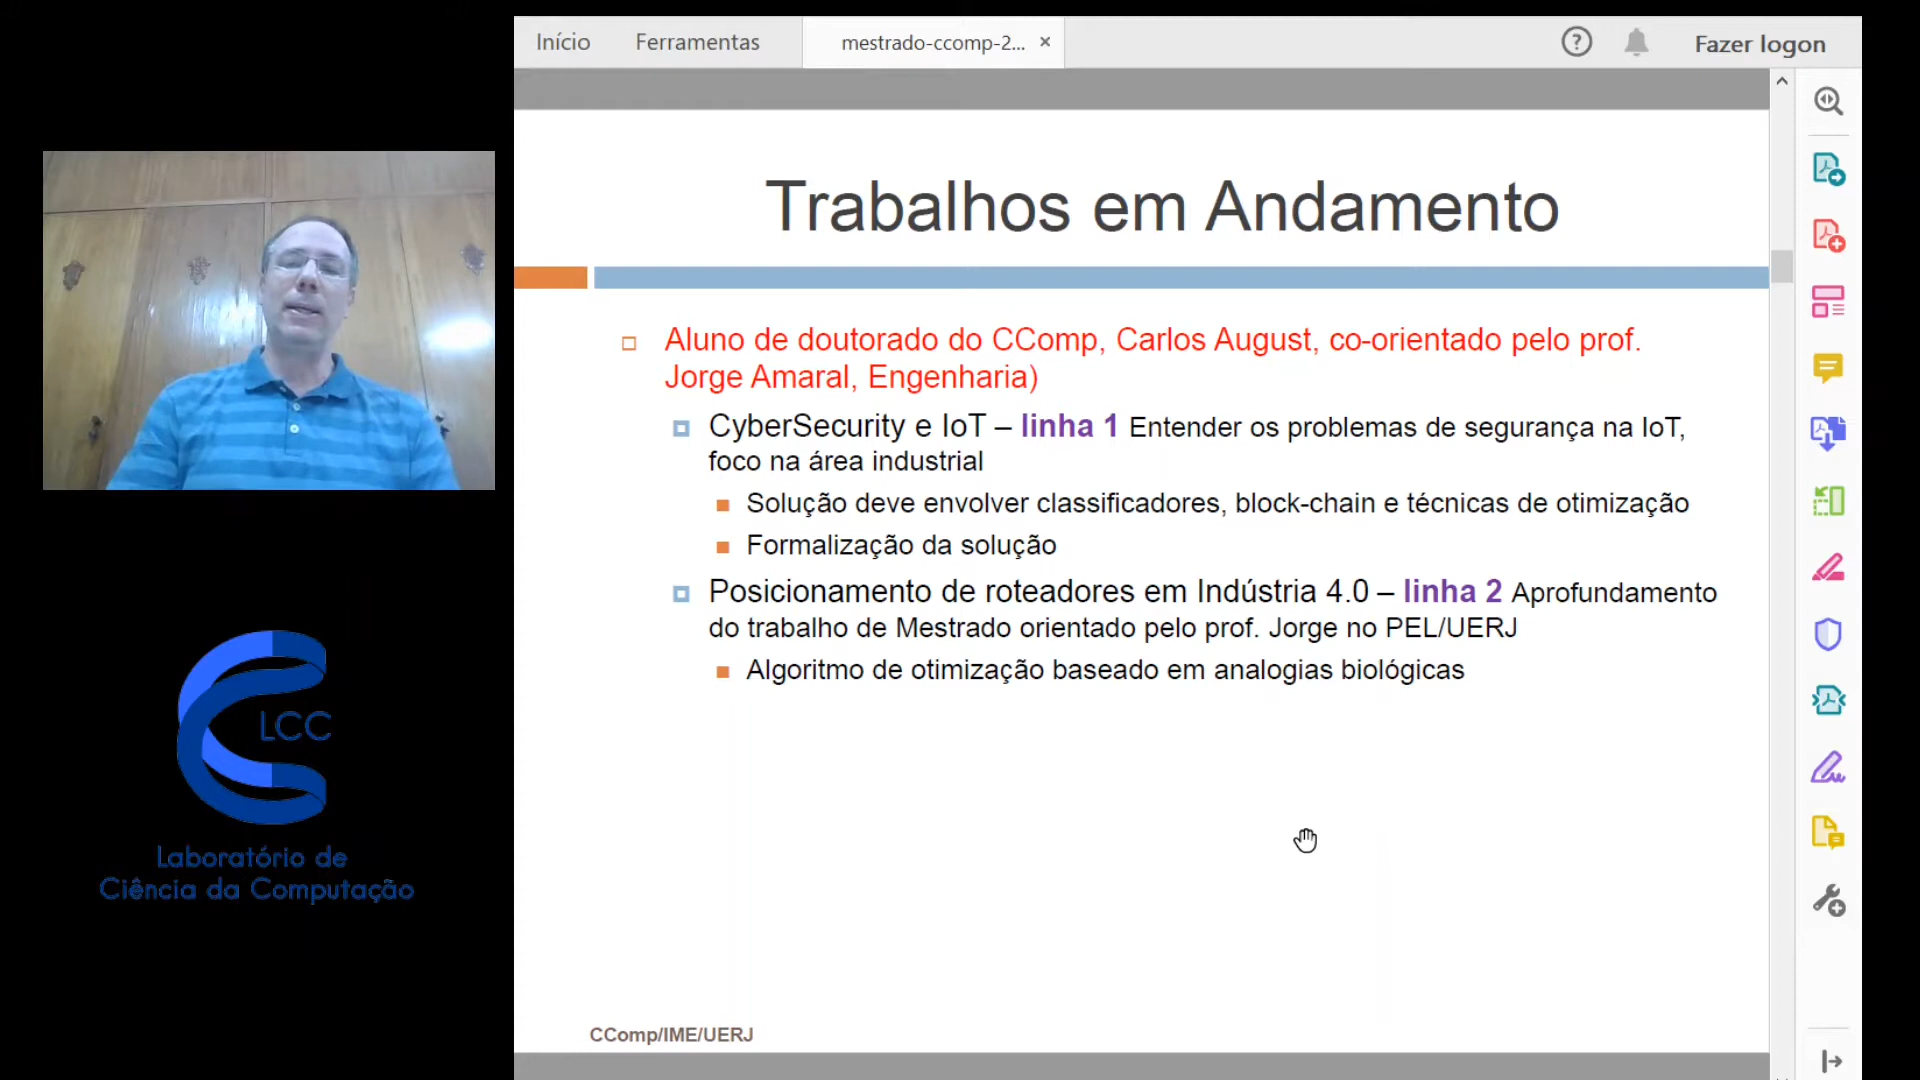 Início Ferramentas mestrado-ccomp-2... × Fazer logon
Trabalhos em Andamento
Aluno de doutorado do CComp, Carlos August, co-orientado pelo prof.
Jorge Amaral, Engenharia)
CyberSecurity e IoT – linha 1 Entender os problemas de segurança na IoT,
foco na área industrial
Solução deve envolver classificadores, block-chain e técnicas de otimização
Formalização da solução
Posicionamento de roteadores em Indústria 4.0 – linha 2 Aprofundamento
do trabalho de Mestrado orientado pelo prof. Jorge no PEL/UERJ
Algoritmo de otimização baseado em analogias biológicas
CComp/IME/UERJ
LCC
Laboratório de
Ciência da Computação